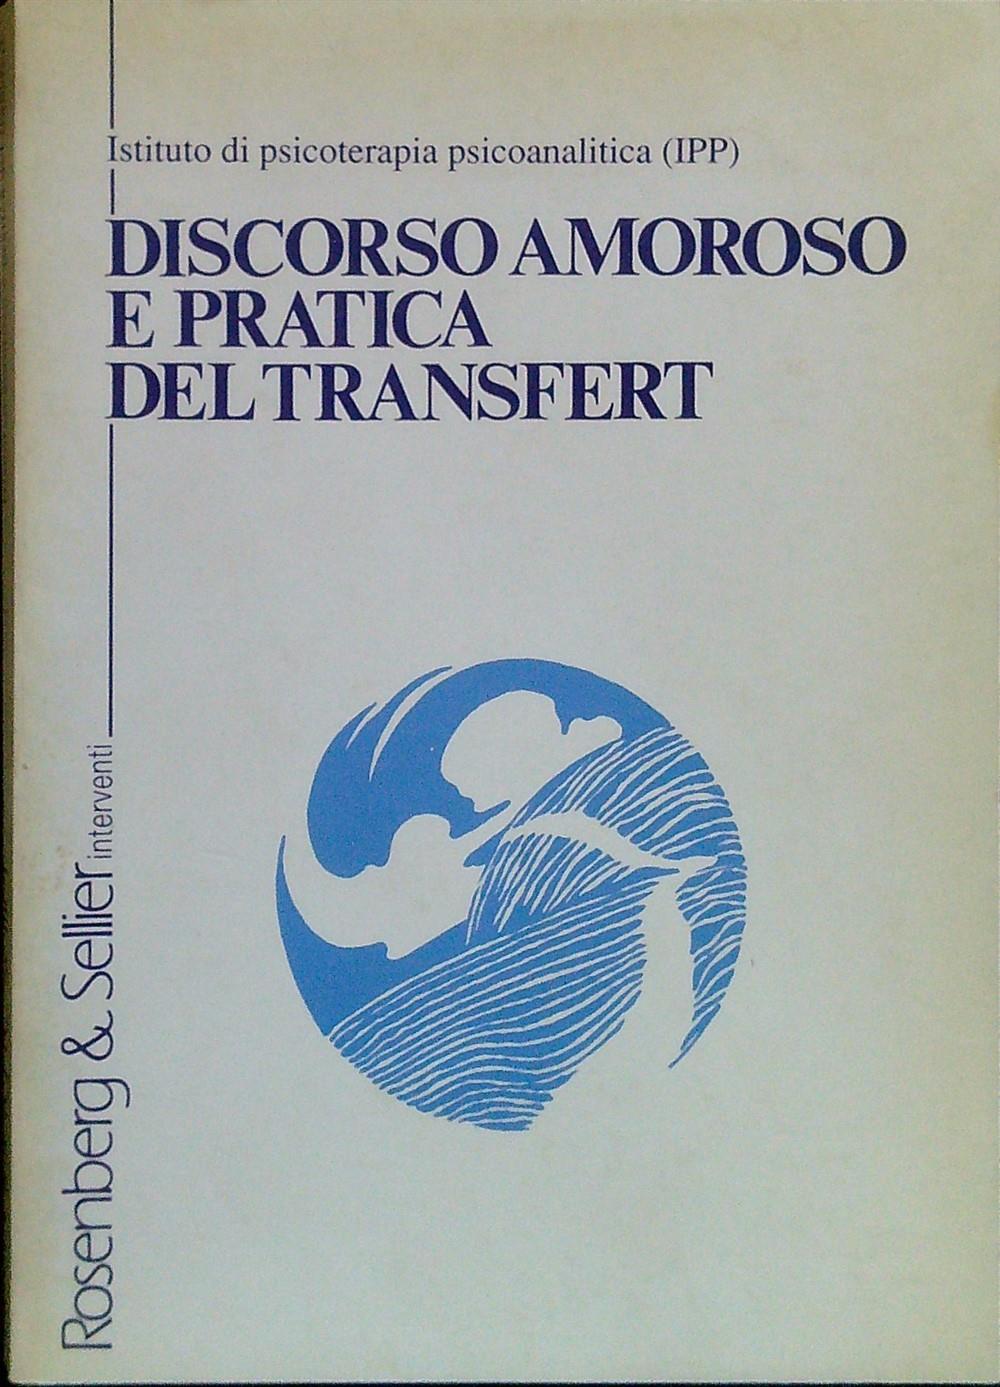 Istituto di psicoterapia psicoanalitica (IPP)
DISCORSO AMOROSO
E PRATICA
DEL TRANSFERT
Rosenberg & Sellier interventi